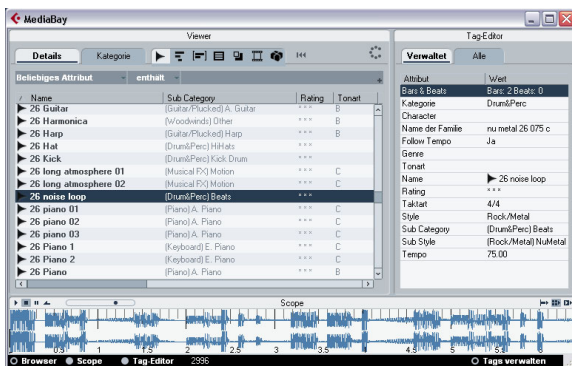 MediaBay
Viewer
Details Kategorie 144
Beliebiges Attribut enthält
Name Sub Category Rating Tonart
26 Guitar (Guitar/Plucked) A. Guitar *** B
26 Harmonica (Woodwinds) Other *** B
26 Harp (Guitar/Plucked) Harp *** B
26 Hat (Drum&Perc) HiHats ***
26 Kick (Drum&Perc) Kick Drum ***
26 long atmosphere 01 (Musical FX) Motion *** C
26 long atmosphere 02 (Musical FX) Motion *** C
26 noise loop (Drum&Perc) Beats ***
26 piano 01 (Piano) A. Piano *** C
26 piano 02 (Piano) A. Piano *** C
26 piano 03 (Piano) A. Piano *** C
26 Piano 1 (Keyboard) E. Piano *** C
26 Piano 2 (Keyboard) E. Piano *** C
26 Piano (Piano) A. Piano *** B
Tag-Editor
Verwaltet Alle
Attribut Wert
Bars & Beats Bars: 2 Beats: 0
Kategorie Drum&Perc
Character
Name der Familie nu metal 26 075 c
Follow Tempo Ja
Genre
Tonart
Name 26 noise loop
Rating ***
Taktart 4/4
Style Rock/Metal
Sub Category (Drum&Perc) Beats
Sub Style (Rock/Metal) NuMetal
Tempo 75.00
Scope
0.5 1 1.5 2 2.5 3 3.5 4 4.5 5 5.5 6
Browser Scope Tag-Editor 2996 Tags verwalten